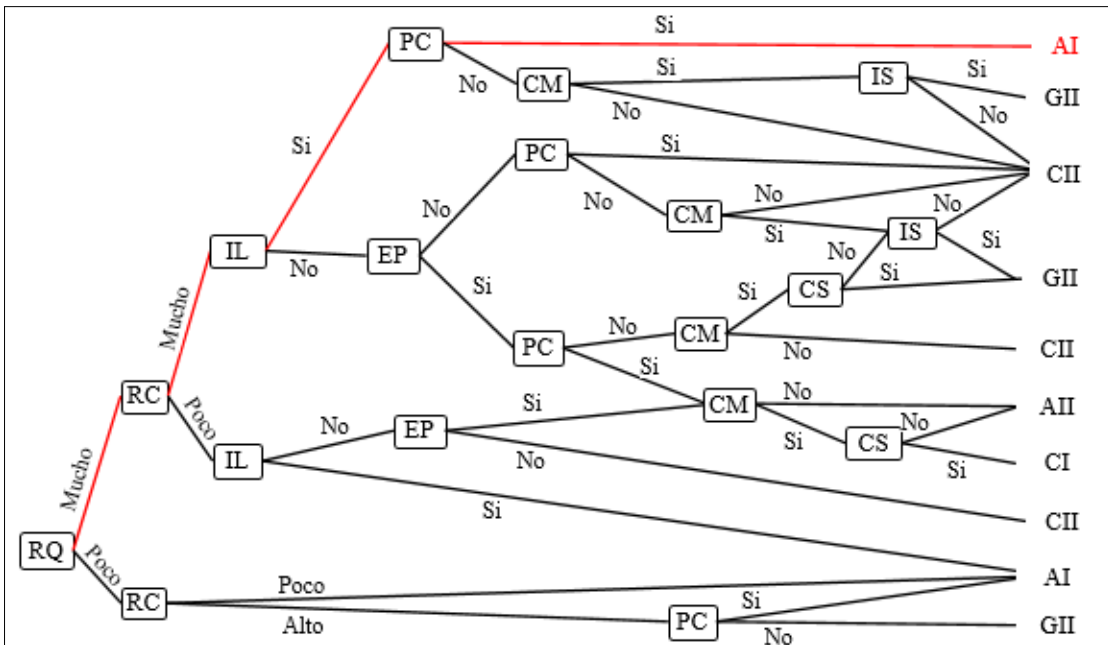 Si
PC
AI
No
CM
Si
IS
Si
GII
No
No
Si
PC
Si
CII
No
No
CM
No
Si
IS
No
IL
No
EP
No
Si
Mucho
Si
CS
Si
GII
Si
PC
No
CM
No
CII
RC
Si
Poco
No
EP
Si
CM
No
AII
No
Si
CS
CI
Si
IL
No
Mucho
Si
CII
RQ
Poco
RC
Poco
AI
Si
Alto
PC
No
GII